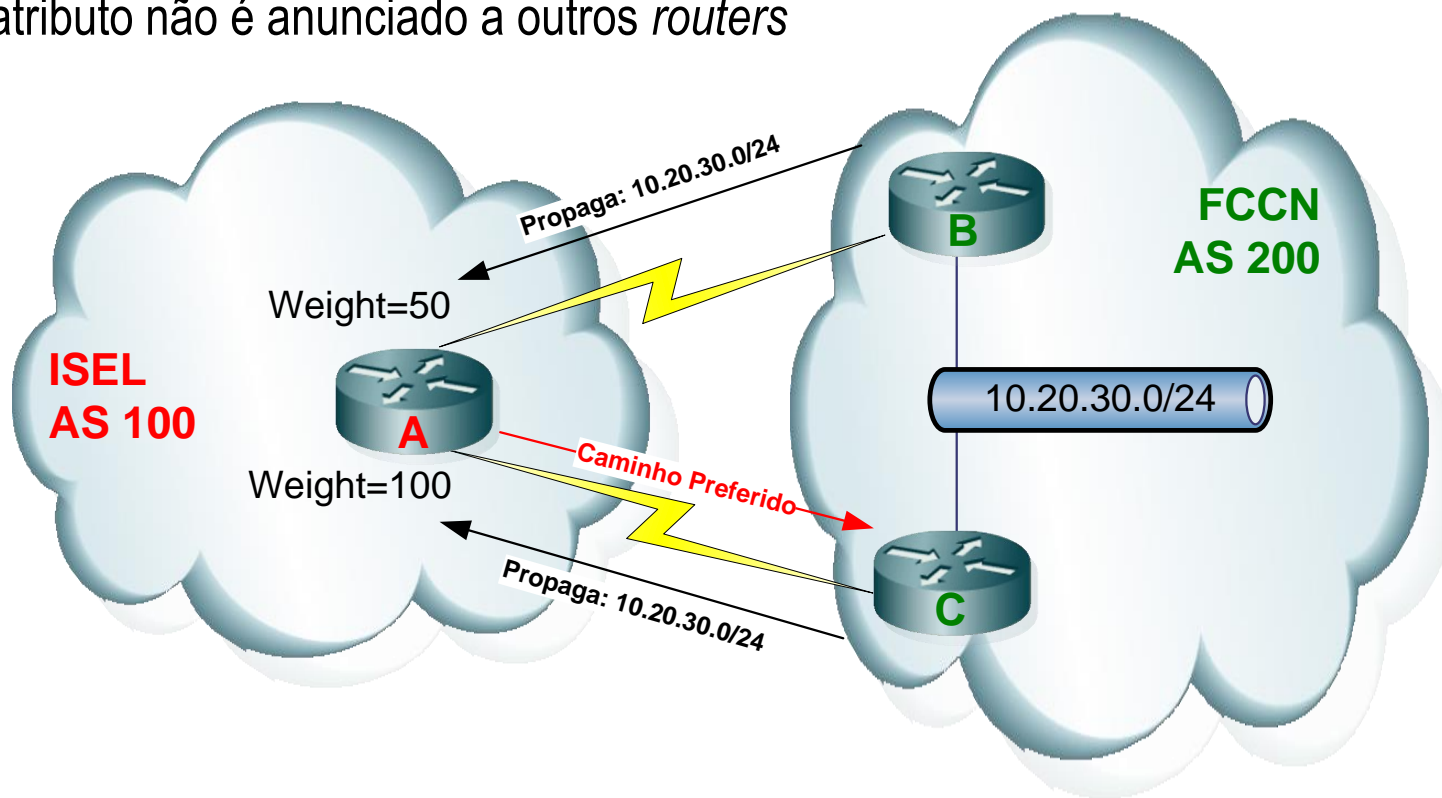 atributo não é anunciado a outros routers
Propaga: 10.20.30.0/24
B
FCCN
AS 200
Weight=50
ISEL
AS 100
A
10.20.30.0/24
Caminho Preferido
Weight=100
Propaga: 10.20.30.0/24
C